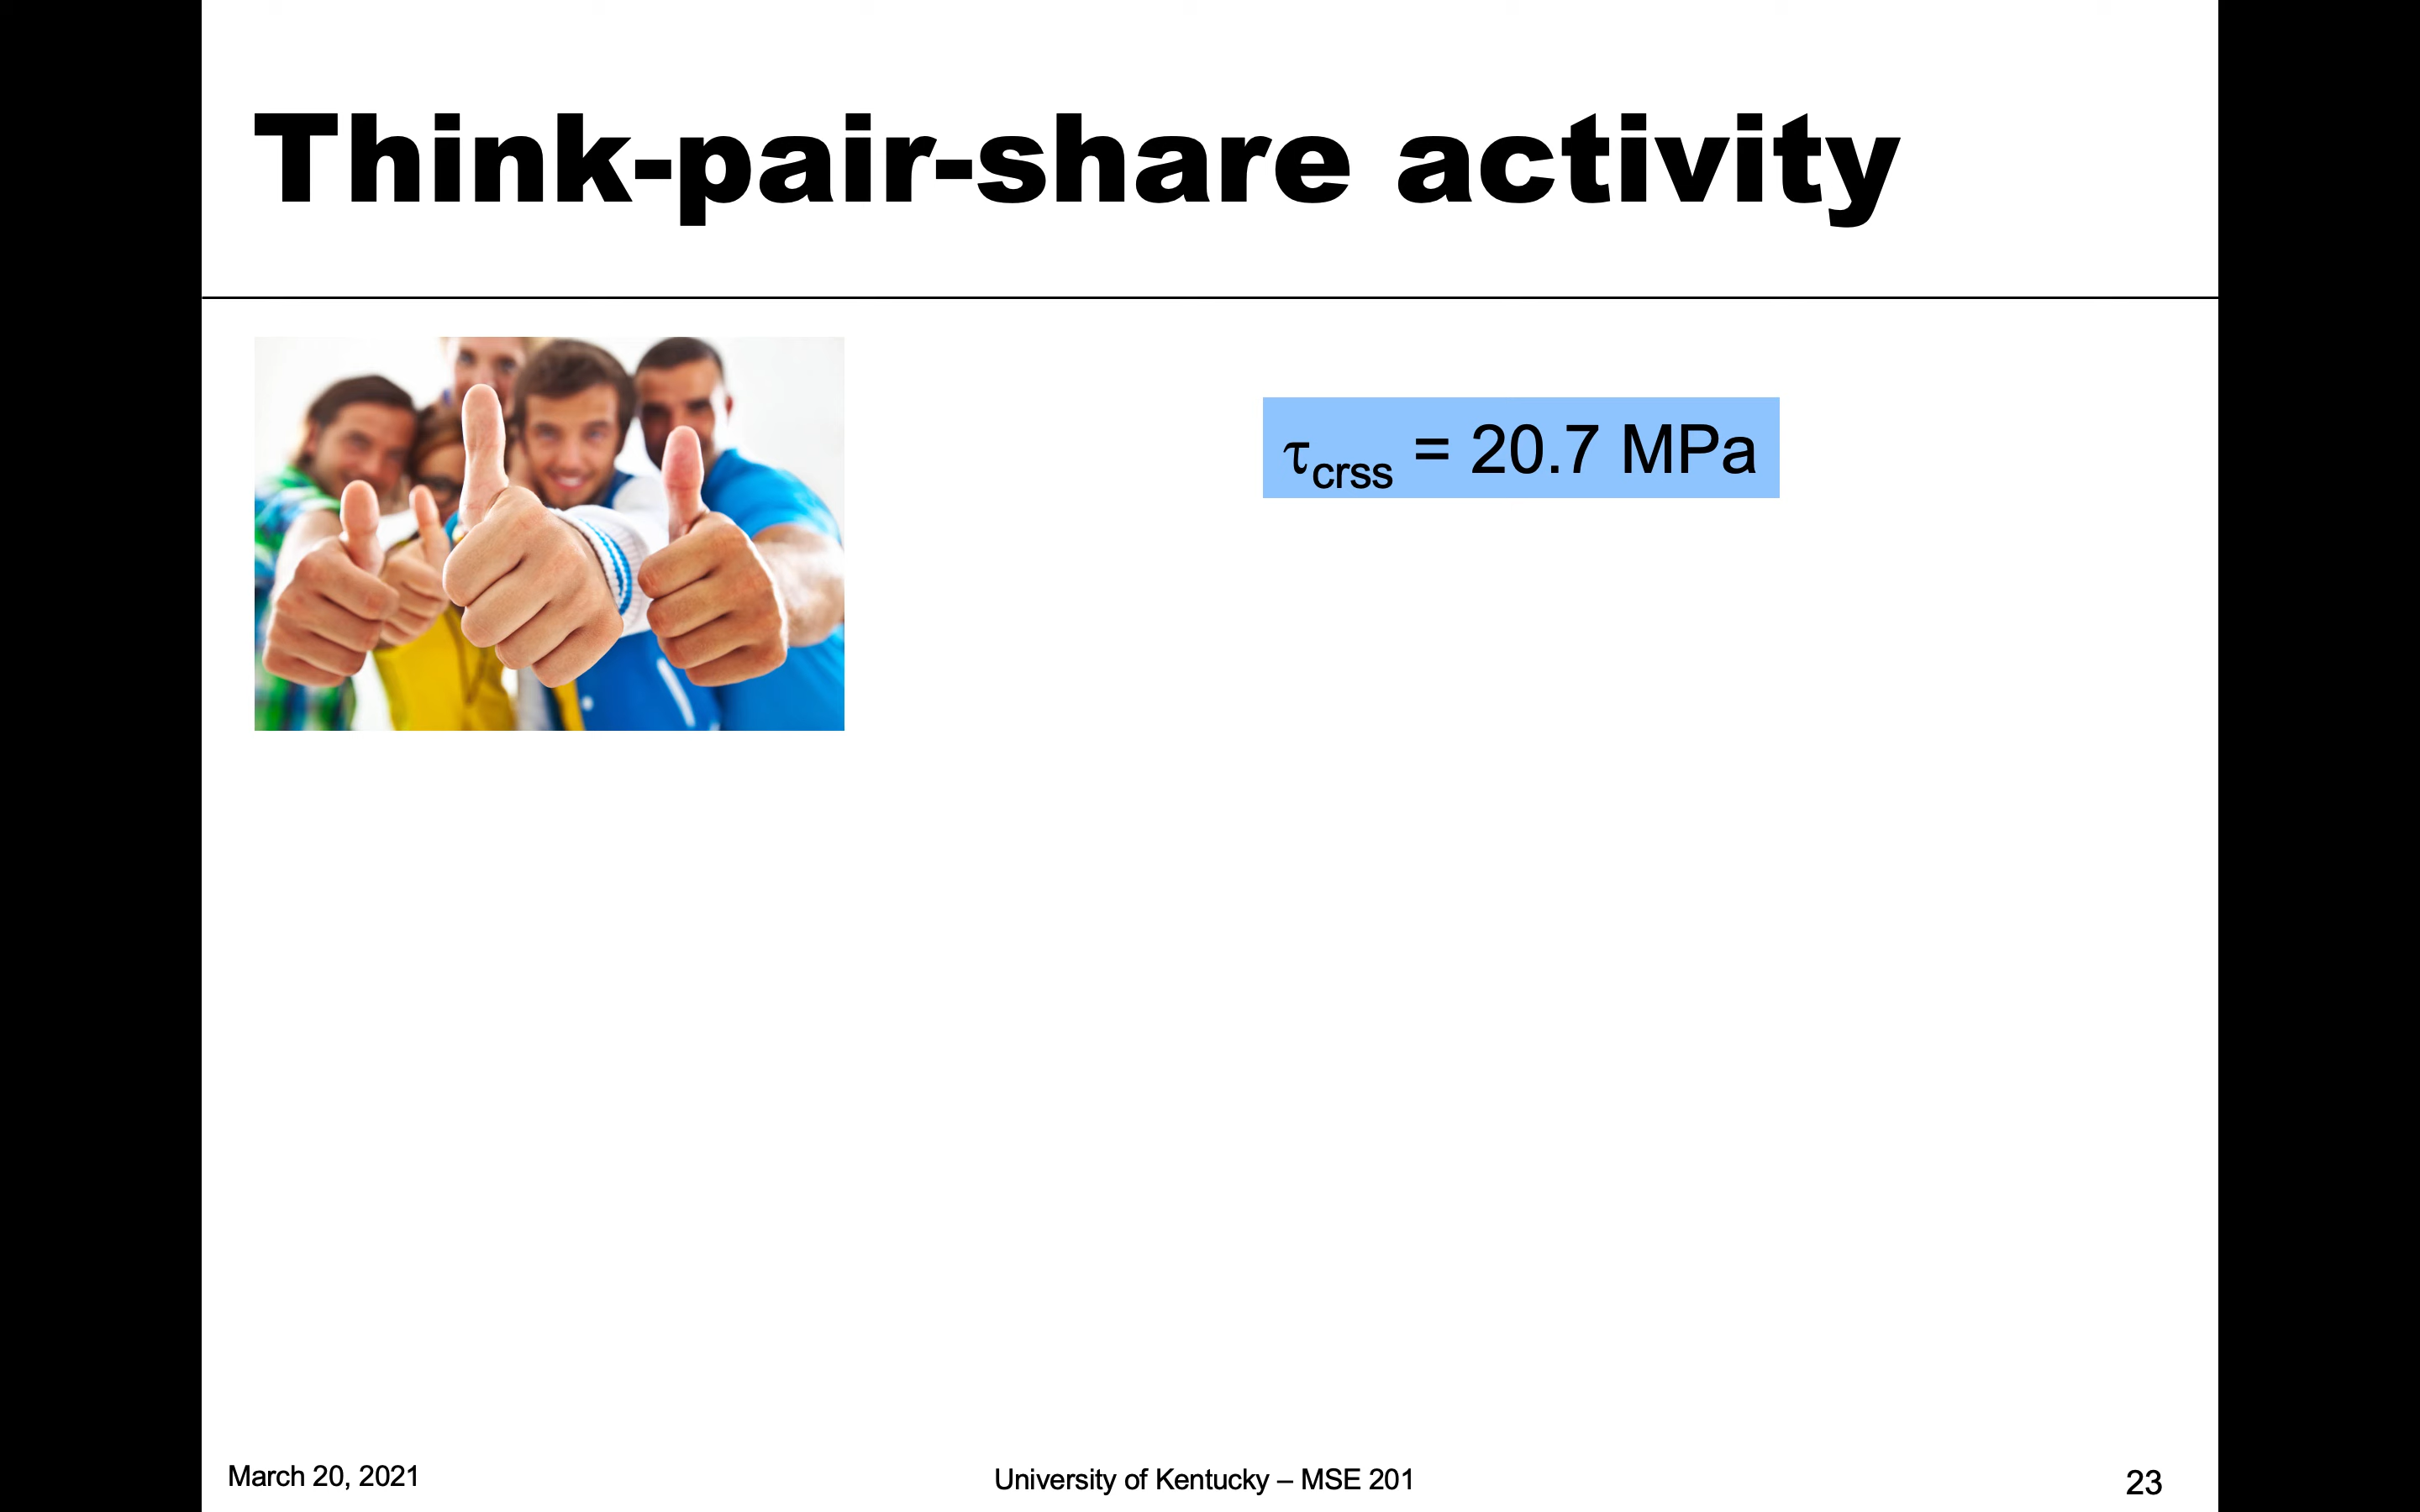 Think-pair-share activity
τcrss = 20.7 MPa
March 20, 2021
University of Kentucky – MSE 201
23